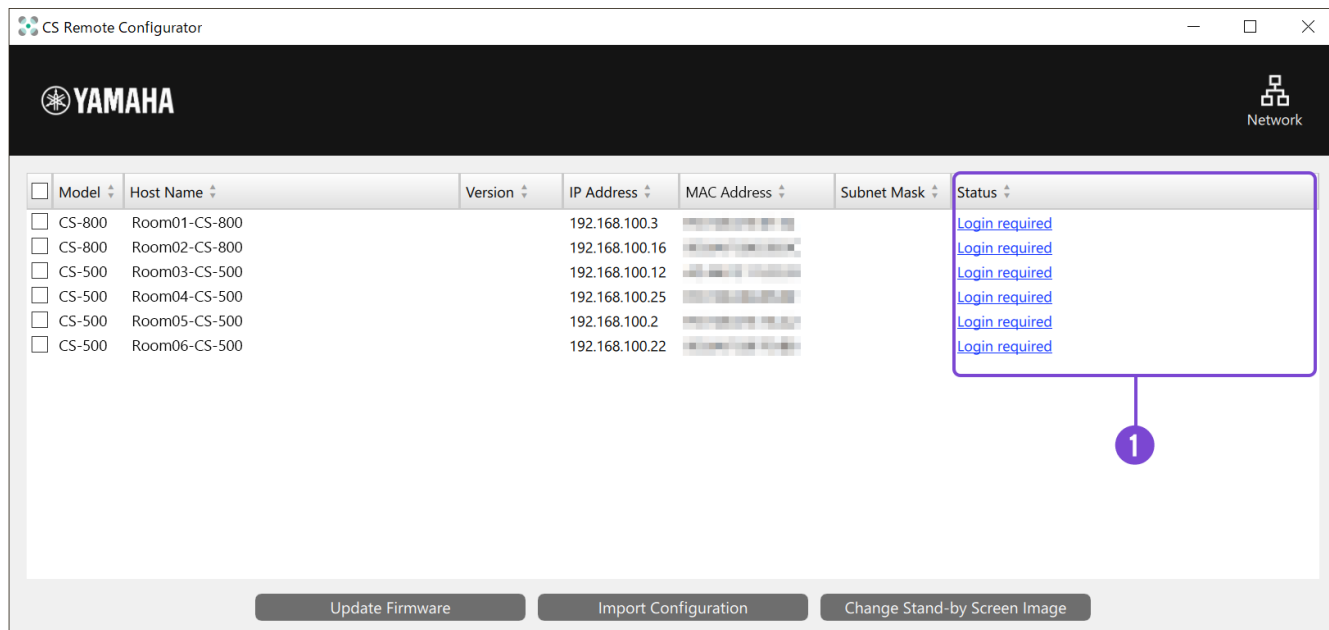 CS Remote Configurator
YAMAHA
Network
Model Host Name Version IP Address MAC Address Subnet Mask Status
CS-800 Room01-CS-800 192.168.100.3 Login required
CS-800 Room02-CS-800 192.168.100.16 Login required
CS-500 Room03-CS-500 192.168.100.12 Login required
CS-500 Room04-CS-500 192.168.100.25 Login required
CS-500 Room05-CS-500 192.168.100.2 Login required
CS-500 Room06-CS-500 192.168.100.22 Login required
1
Update Firmware Import Configuration Change Stand-by Screen Image